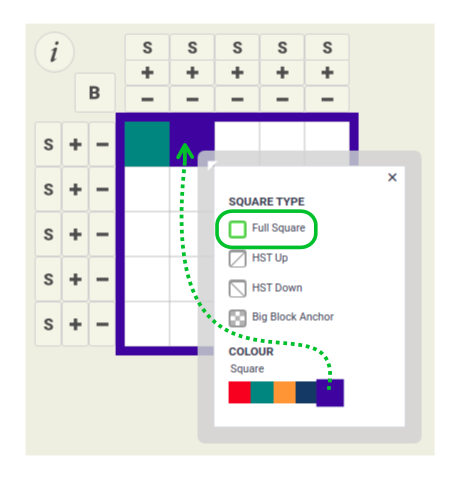 i
S S S S S
+ + + + +
B
− − − − −
S + −
S + −
×
SQUARE TYPE
S + −
Full Square
HST Up
S + −
HST Down
S + −
Big Block Anchor
COLOUR
Square